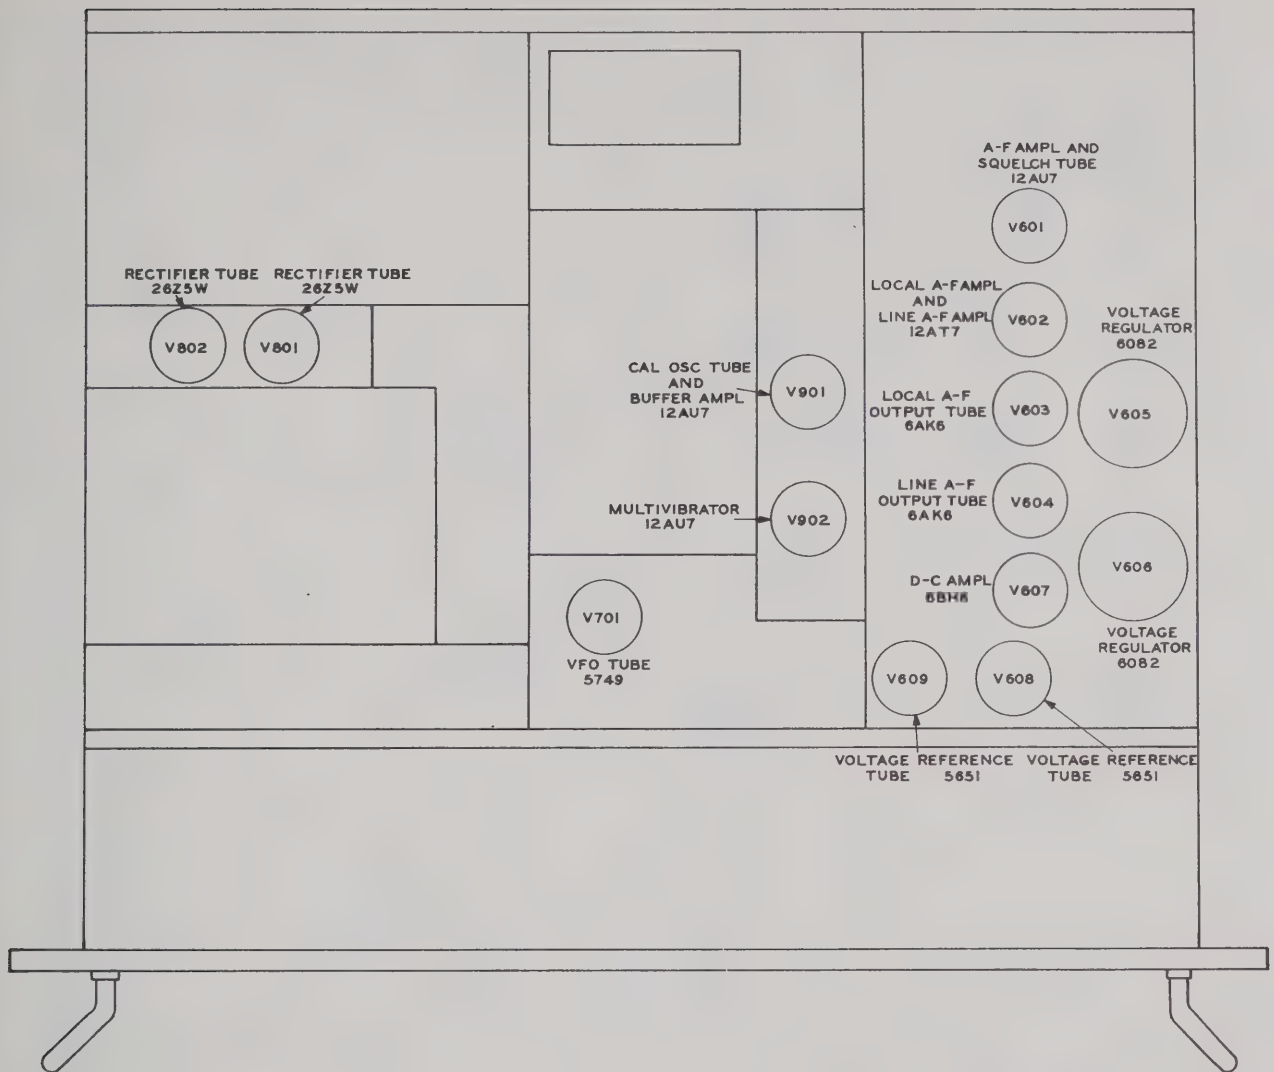 A-F AMPL AND
SQUELCH TUBE
12AU7
V601
RECTIFIER TUBE
26Z5W
RECTIFIER TUBE
26Z5W
V802
V801
LOCAL A-F AMPL
AND
LINE A-F AMPL
12AT7
V602
VOLTAGE
REGULATOR
6082
V605
CAL OSC TUBE
AND
BUFFER AMPL
12AU7
V901
LOCAL A-F
OUTPUT TUBE
6AK6
V603
MULTIVIBRATOR
12AU7
V902
LINE A-F
OUTPUT TUBE
6AK6
V604
D-C AMPL
6BH6
V607
V606
VOLTAGE
REGULATOR
6082
V701
VFO TUBE
5749
V609
V608
VOLTAGE REFERENCE
TUBE 5651
VOLTAGE REFERENCE
TUBE 5651